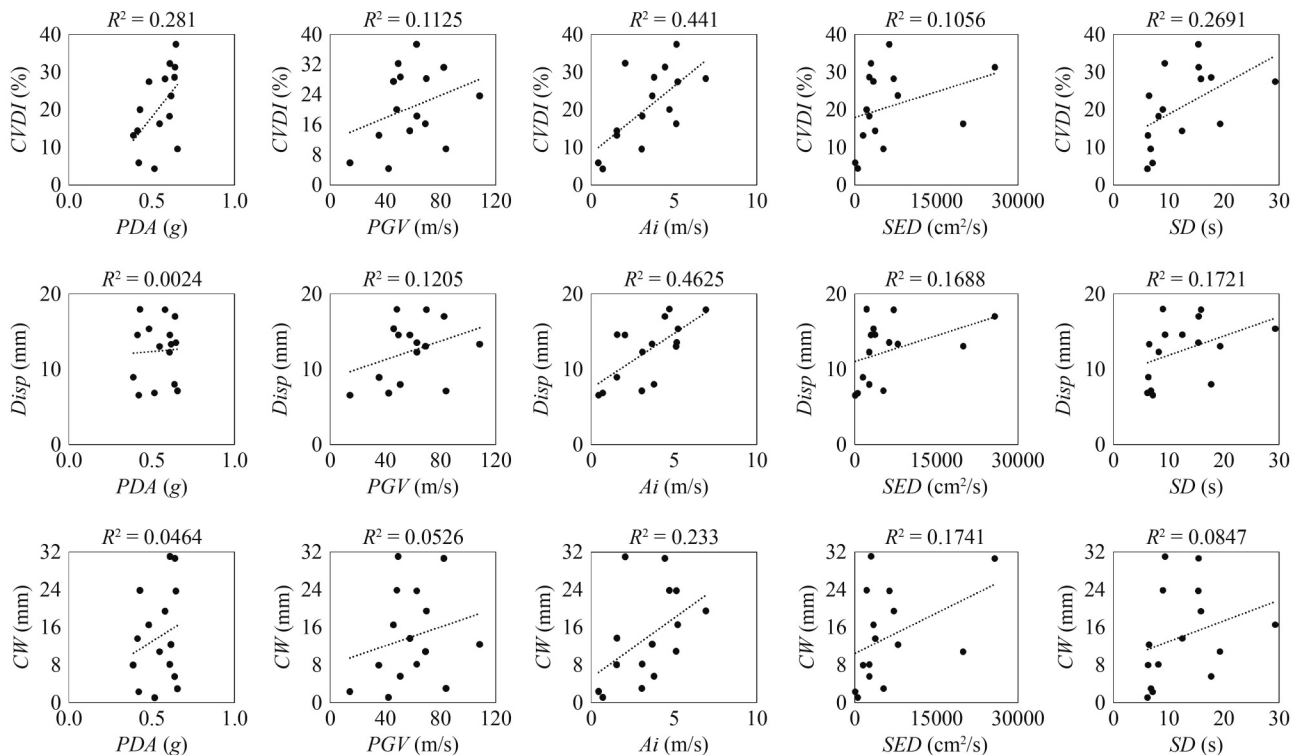 R² = 0.281
R² = 0.1125
R² = 0.441
R² = 0.1056
R² = 0.2691
CVDI (%)
40
30
20
10
0
0.0 0.5 1.0
PDA (g)
CVDI (%)
40
32
24
16
8
0
0 40 80 120
PGV (m/s)
CVDI (%)
40
30
20
10
0
0 5 10
Ai (m/s)
CVDI (%)
40
30
20
10
0
0 15000 30000
SED (cm²/s)
CVDI (%)
40
30
20
10
0
0 10 20 30
SD (s)
R² = 0.0024
R² = 0.1205
R² = 0.4625
R² = 0.1688
R² = 0.1721
Disp (mm)
20
10
0
0.0 0.5 1.0
PDA (g)
Disp (mm)
20
10
0
0 40 80 120
PGV (m/s)
Disp (mm)
20
10
0
0 5 10
Ai (m/s)
Disp (mm)
20
10
0
0 15000 30000
SED (cm²/s)
Disp (mm)
20
10
0
0 10 20 30
SD (s)
R² = 0.0464
R² = 0.0526
R² = 0.233
R² = 0.1741
R² = 0.0847
CW (mm)
32
24
16
8
0
0.0 0.5 1.0
PDA (g)
CW (mm)
32
24
16
8
0
0 40 80 120
PGV (m/s)
CW (mm)
32
24
16
8
0
0 5 10
Ai (m/s)
CW (mm)
32
24
16
8
0
0 15000 30000
SED (cm²/s)
CW (mm)
32
24
16
8
0
0 10 20 30
SD (s)